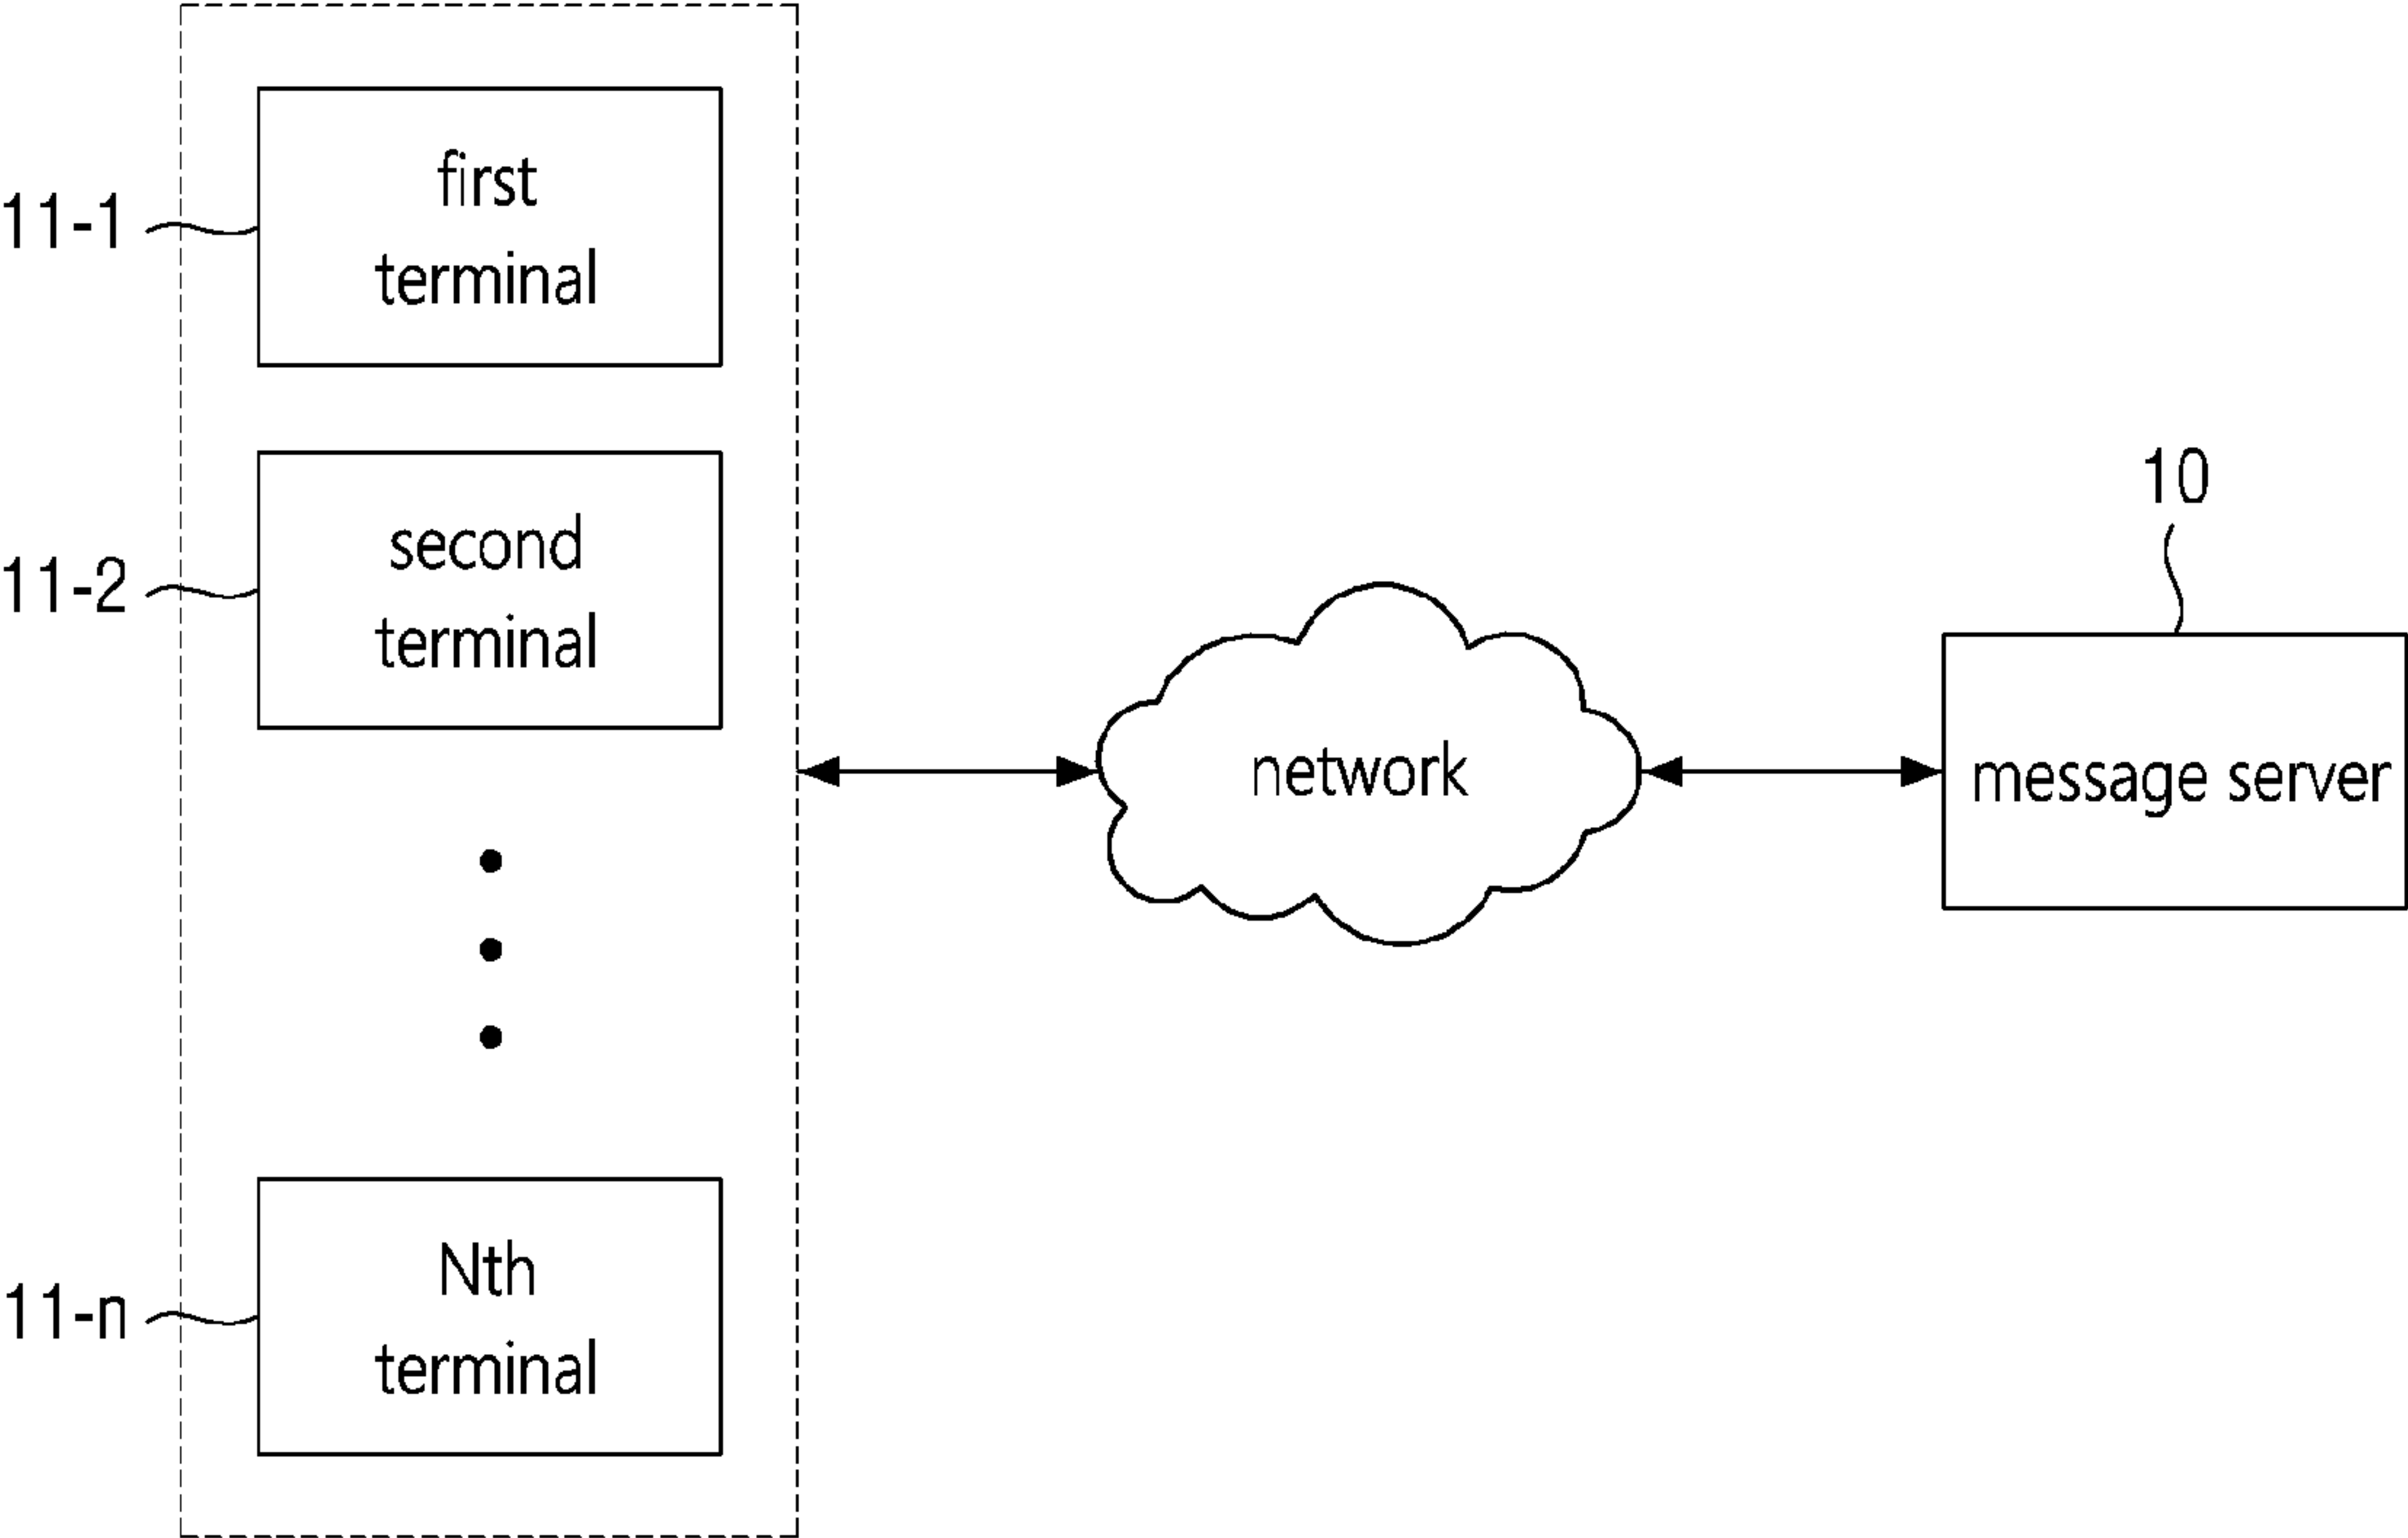 11-1
first
terminal
11-2
second
terminal
11-n
Nth
terminal
network
10
message server